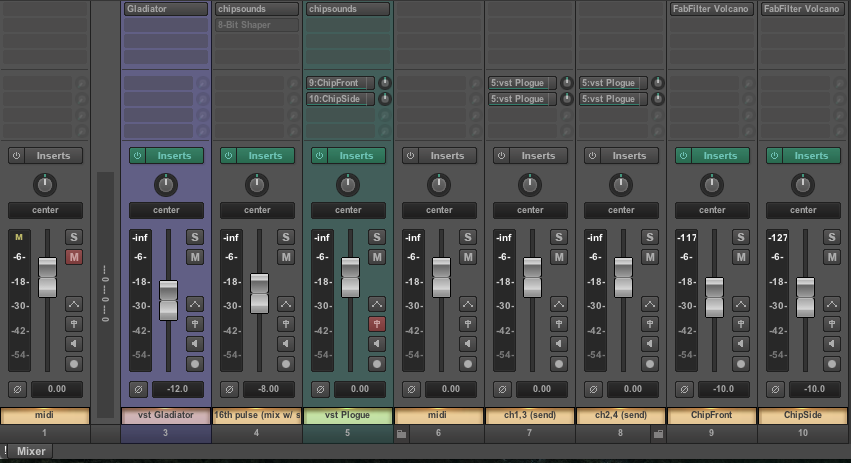 Gladiator chipsounds chipsounds FabFilter Volcano FabFilter Volcano
8-Bit Shaper
9:ChipFront 5:vst Plogue 5:vst Plogue
10:ChipSide 5:vst Plogue 5:vst Plogue
Inserts Inserts Inserts Inserts Inserts Inserts Inserts Inserts Inserts
center center center center center center center center center
M S -inf S -inf S -inf S -inf S -inf S -inf S -117 S -127 S
-6- M -6- M -6- M -6- M -6- M -6- M -6- M -6- M -6- M
-18- -18- -18- -18- -18- -18- -18- -18- -18-
-30- -30- -30- -30- -30- -30- -30- -30- -30-
-42- -42- -42- -42- -42- -42- -42- -42- -42-
-54- -54- -54- -54- -54- -54- -54- -54- -54-
0.00 -12.0 -8.00 0.00 0.00 0.00 0.00 -10.0 -10.0
midi vst Gladiator 16th pulse (mix w/ s vst Plogue midi ch1,3 (send) ch2,4 (send) ChipFront ChipSide
1 3 4 5 6 7 8 9 10
! Mixer